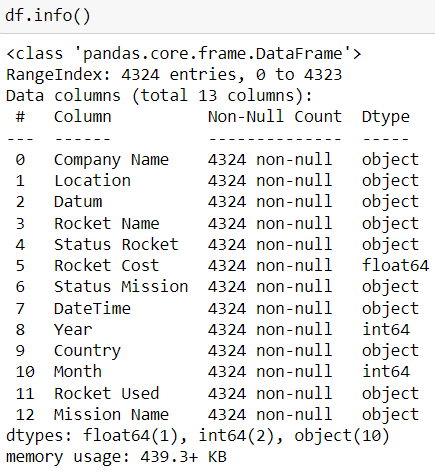 df.info()
<class 'pandas.core.frame.DataFrame'>
RangeIndex: 4324 entries, 0 to 4323
Data columns (total 13 columns):
 #   Column          Non-Null Count  Dtype
---  ------          --------------  -----
 0   Company Name    4324 non-null   object
 1   Location        4324 non-null   object
 2   Datum           4324 non-null   object
 3   Rocket Name     4324 non-null   object
 4   Status Rocket   4324 non-null   object
 5   Rocket Cost     4324 non-null   float64
 6   Status Mission  4324 non-null   object
 7   DateTime        4324 non-null   object
 8   Year            4324 non-null   int64
 9   Country         4324 non-null   object
 10  Month           4324 non-null   int64
 11  Rocket Used     4324 non-null   object
 12  Mission Name    4324 non-null   object
dtypes: float64(1), int64(2), object(10)
memory usage: 439.3+ KB